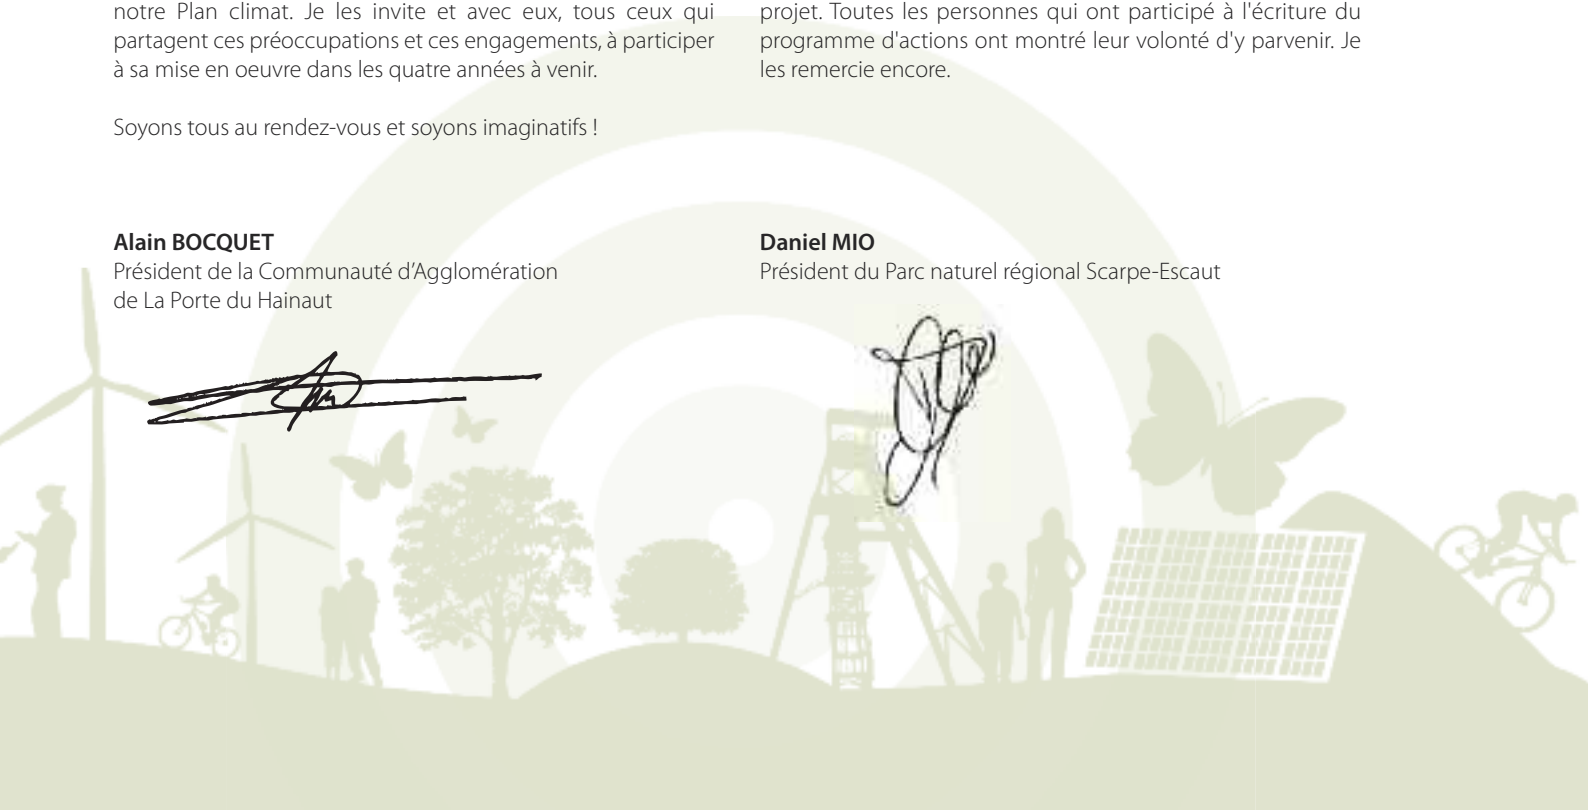 notre Plan climat. Je les invite et avec eux, tous ceux qui
partagent ces préoccupations et ces engagements, à participer
à sa mise en oeuvre dans les quatre années à venir.
Soyons tous au rendez-vous et soyons imaginatifs !
Alain BOCQUET
Président de la Communauté d’Agglomération
de La Porte du Hainaut
projet. Toutes les personnes qui ont participé à l'écriture du
programme d'actions ont montré leur volonté d'y parvenir. Je
les remercie encore.
Daniel MIO
Président du Parc naturel régional Scarpe-Escaut